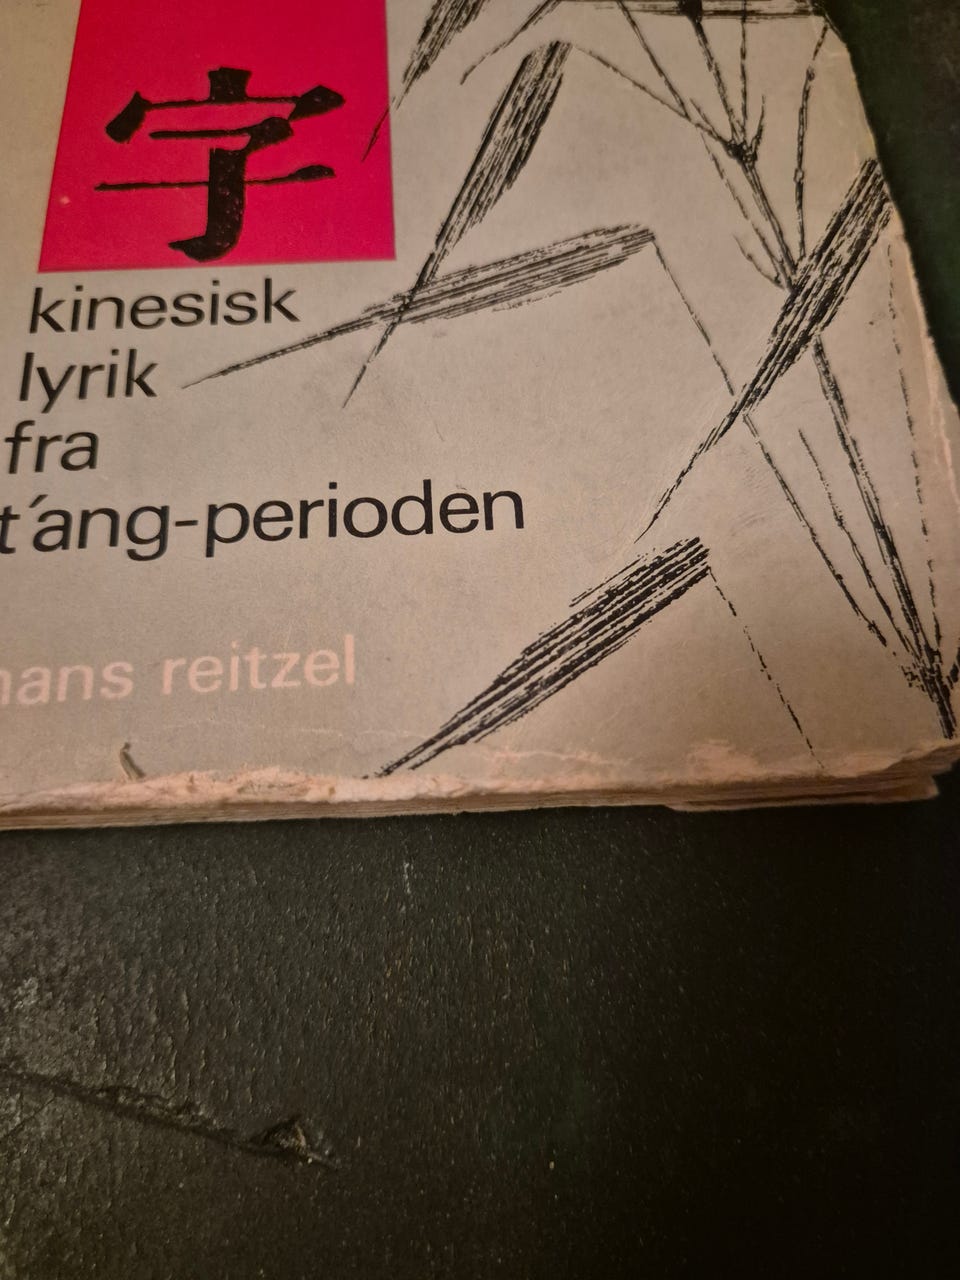 字
kinesisk
lyrik
fra
t'ang-perioden
hans reitzel